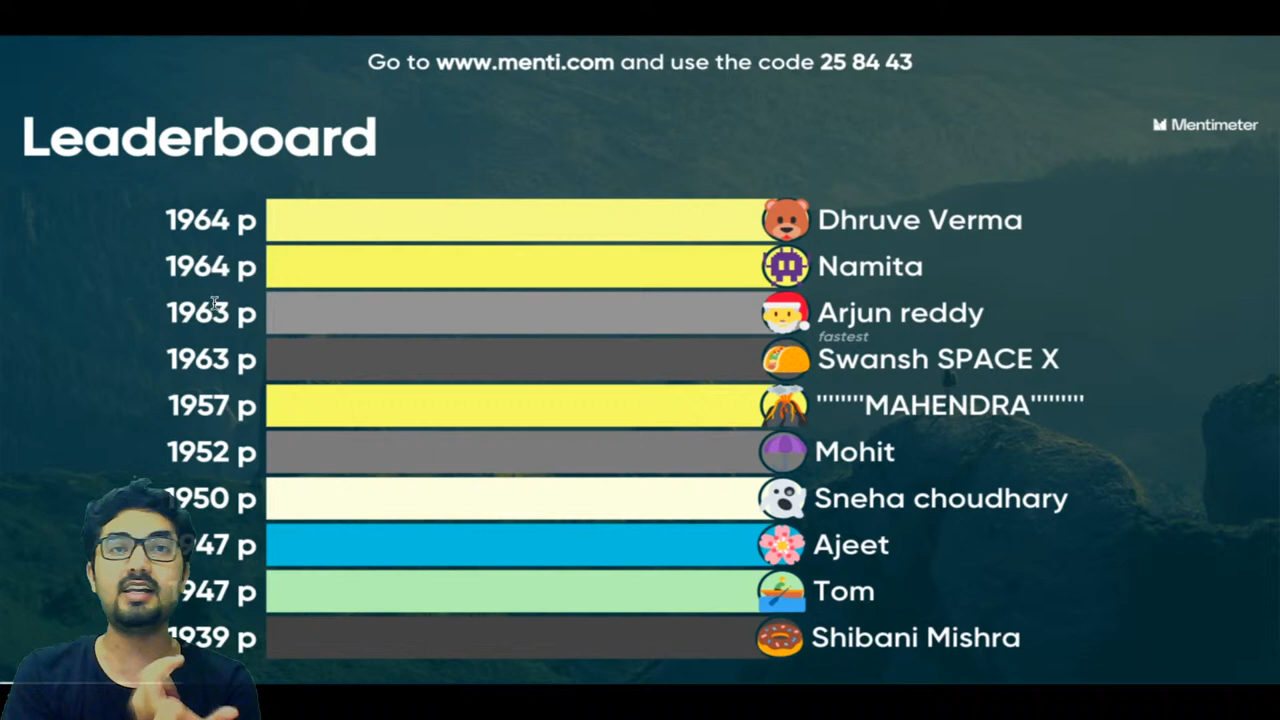 Go to www.menti.com and use the code 25 84 43
Leaderboard
Mentimeter
1964 p Dhruve Verma
1964 p Namita
1963 p Arjun reddy
fastest
1963 p Swansh SPACE X
1957 p """"MAHENDRA""""'
1952 p Mohit
1950 p Sneha choudhary
947 p Ajeet
947 p Tom
1939 p Shibani Mishra